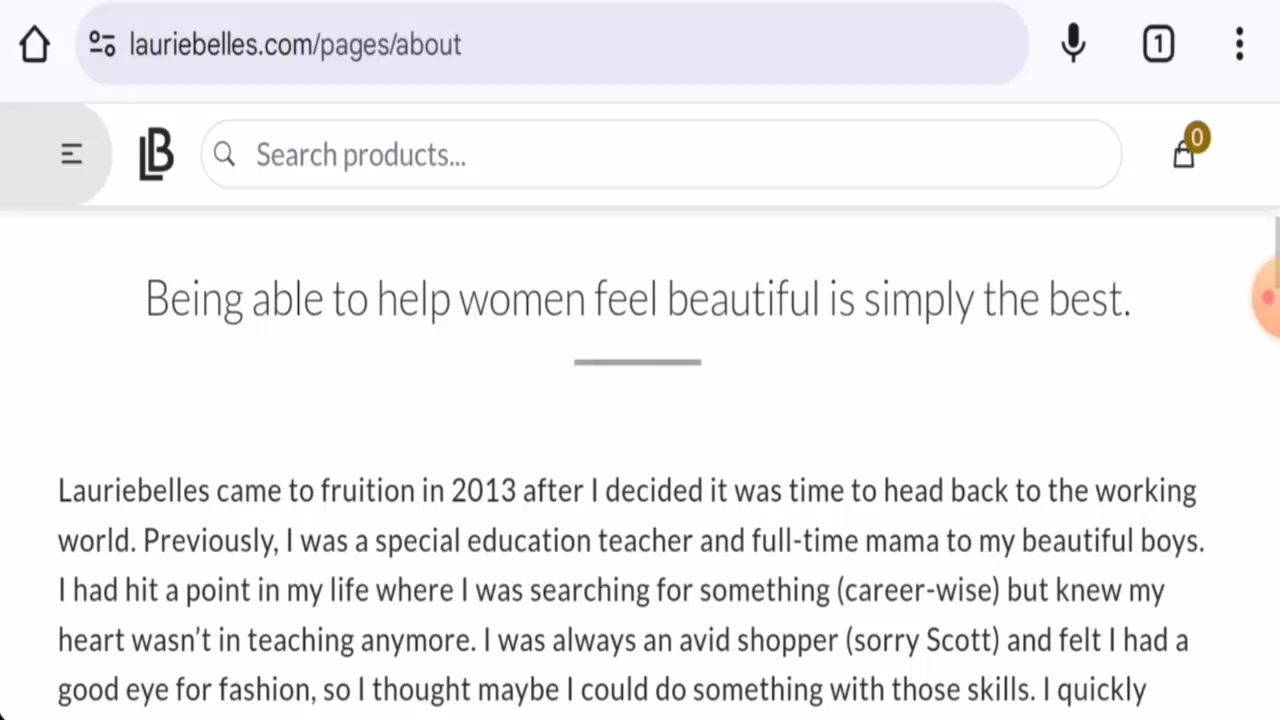 lauriebelles.com/pages/about
1
LB
Search products...
0
Being able to help women feel beautiful is simply the best.
Lauriebelles came to fruition in 2013 after I decided it was time to head back to the working
world. Previously, I was a special education teacher and full-time mama to my beautiful boys.
I had hit a point in my life where I was searching for something (career-wise) but knew my
heart wasn’t in teaching anymore. I was always an avid shopper (sorry Scott) and felt I had a
good eye for fashion, so I thought maybe I could do something with those skills. I quickly